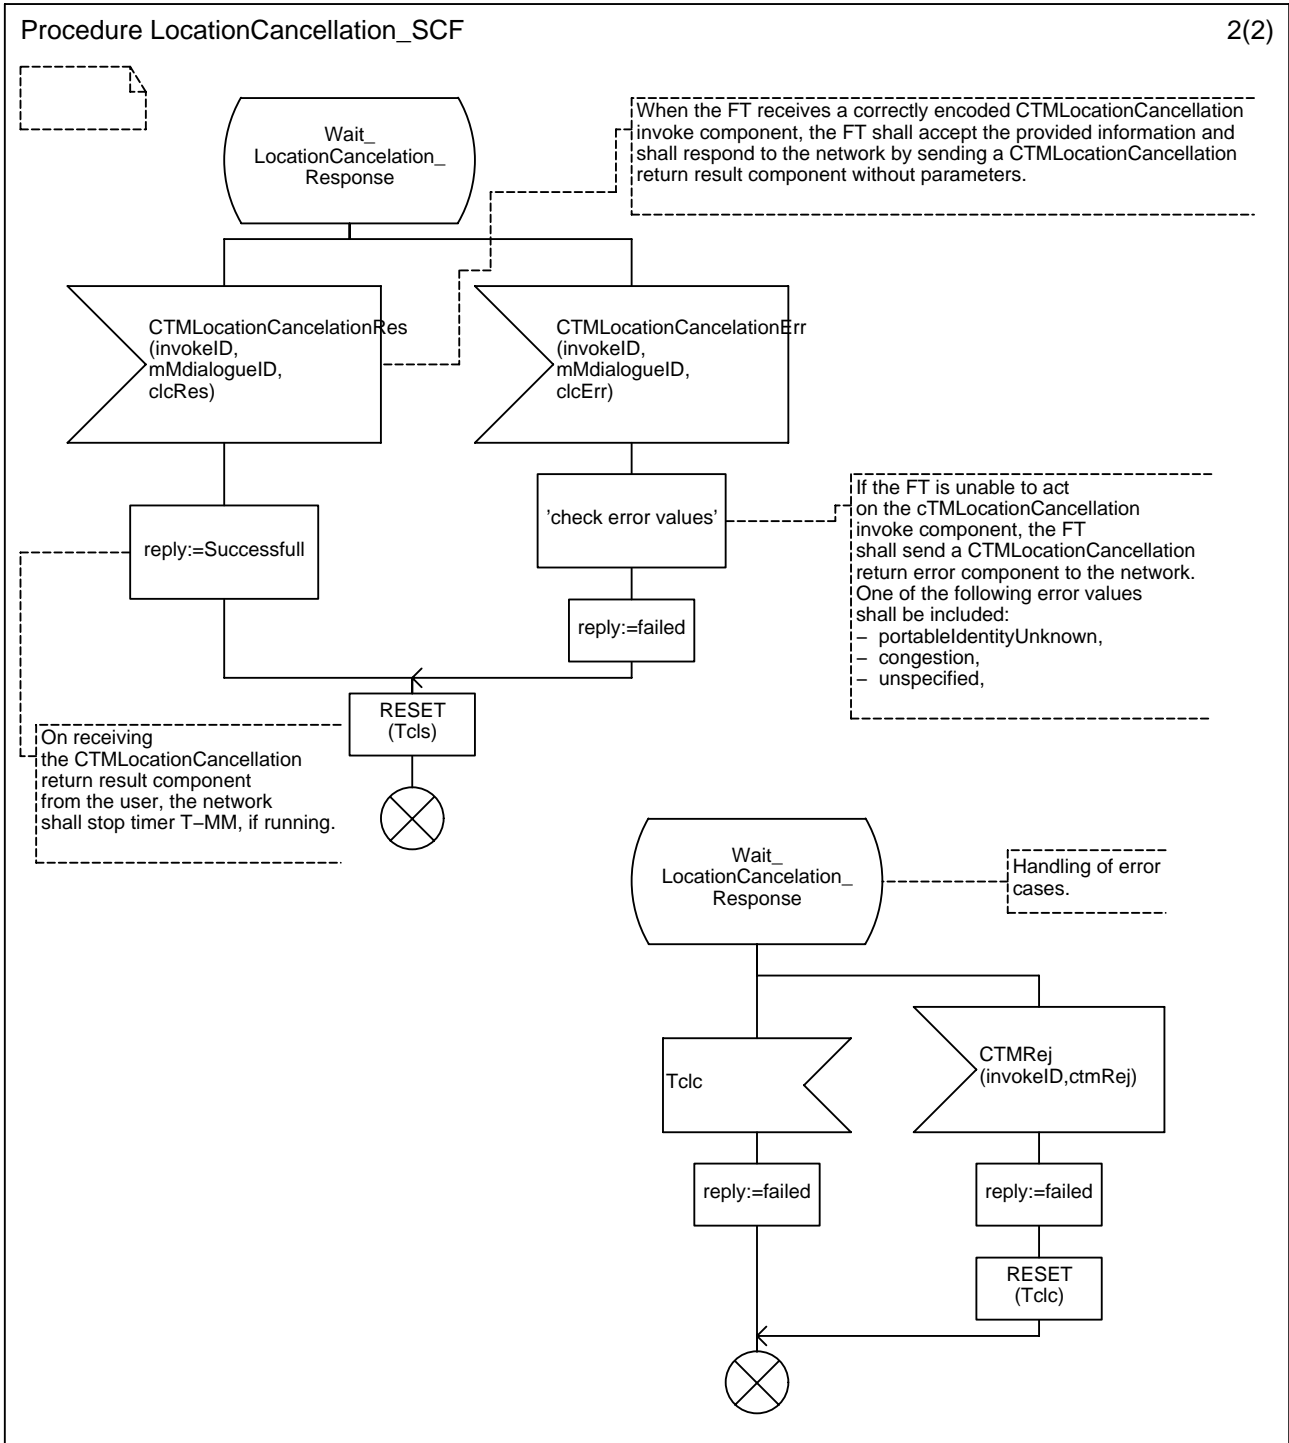 Procedure LocationCancellation_SCF
2(2)
Wait_
LocationCancelation_
Response
When the FT receives a correctly encoded CTMLocationCancellation
invoke component, the FT shall accept the provided information and
shall respond to the network by sending a CTMLocationCancellation
return result component without parameters.
CTMLocationCancelationRes
(invokeID,
mMdialogueID,
clcRes)
CTMLocationCancelationErr
(invokeID,
mMdialogueID,
clcErr)
reply:=Successfull
’check error values’
If the FT is unable to act
on the cTMLocationCancellation
invoke component, the FT
shall send a CTMLocationCancellation
return error component to the network.
One of the following error values
shall be included:
– portableIdentityUnknown,
– congestion,
– unspecified,
reply:=failed
RESET
(Tcls)
On receiving
the CTMLocationCancellation
return result component
from the user, the network
shall stop timer T–MM, if running.
Wait_
LocationCancelation_
Response
Handling of error
cases.
Tclc
CTMRej
(invokeID,ctmRej)
reply:=failed
reply:=failed
RESET
(Tclc)